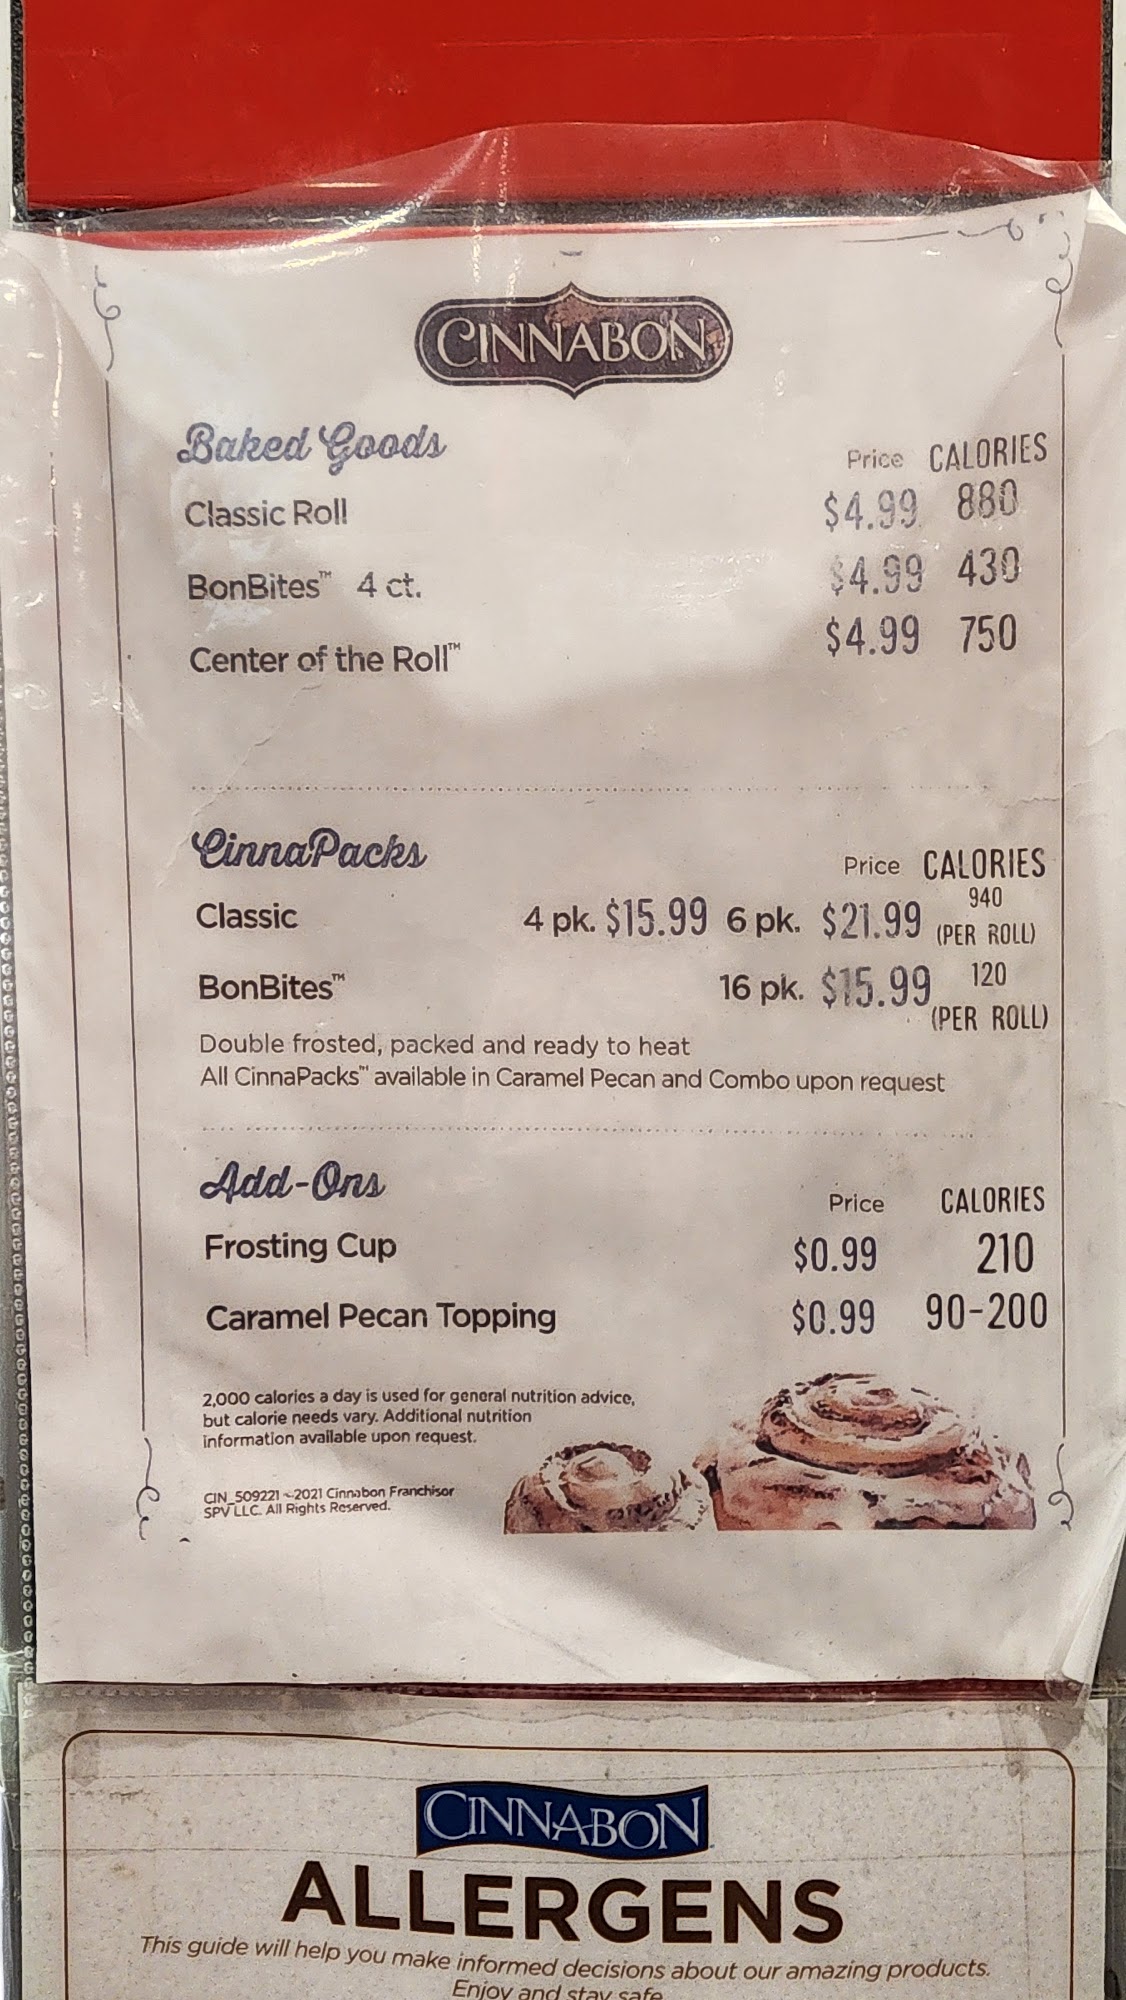 CINNABON
Baked Goods
Price CALORIES
Classic Roll $4.99 880
BonBites™ 4 ct. $4.99 430
Center of the Roll™ $4.99 750
CinnaPacks
Price CALORIES
Classic 4 pk. $15.99 6 pk. $21.99 940
(PER ROLL)
BonBites™ 16 pk. $15.99 120
(PER ROLL)
Double frosted, packed and ready to heat
All CinnaPacks™ available in Caramel Pecan and Combo upon request
Add-Ons
Price CALORIES
Frosting Cup $0.99 210
Caramel Pecan Topping $0.99 90-200
2,000 calories a day is used for general nutrition advice,
but calorie needs vary. Additional nutrition
information available upon request.
CIN_509221 2021 Cinnabon Franchisor
SPV LLC. All Rights Reserved.
CINNABON
ALLERGENS
This guide will help you make informed decisions about our amazing products.
Enjoy and stay safe